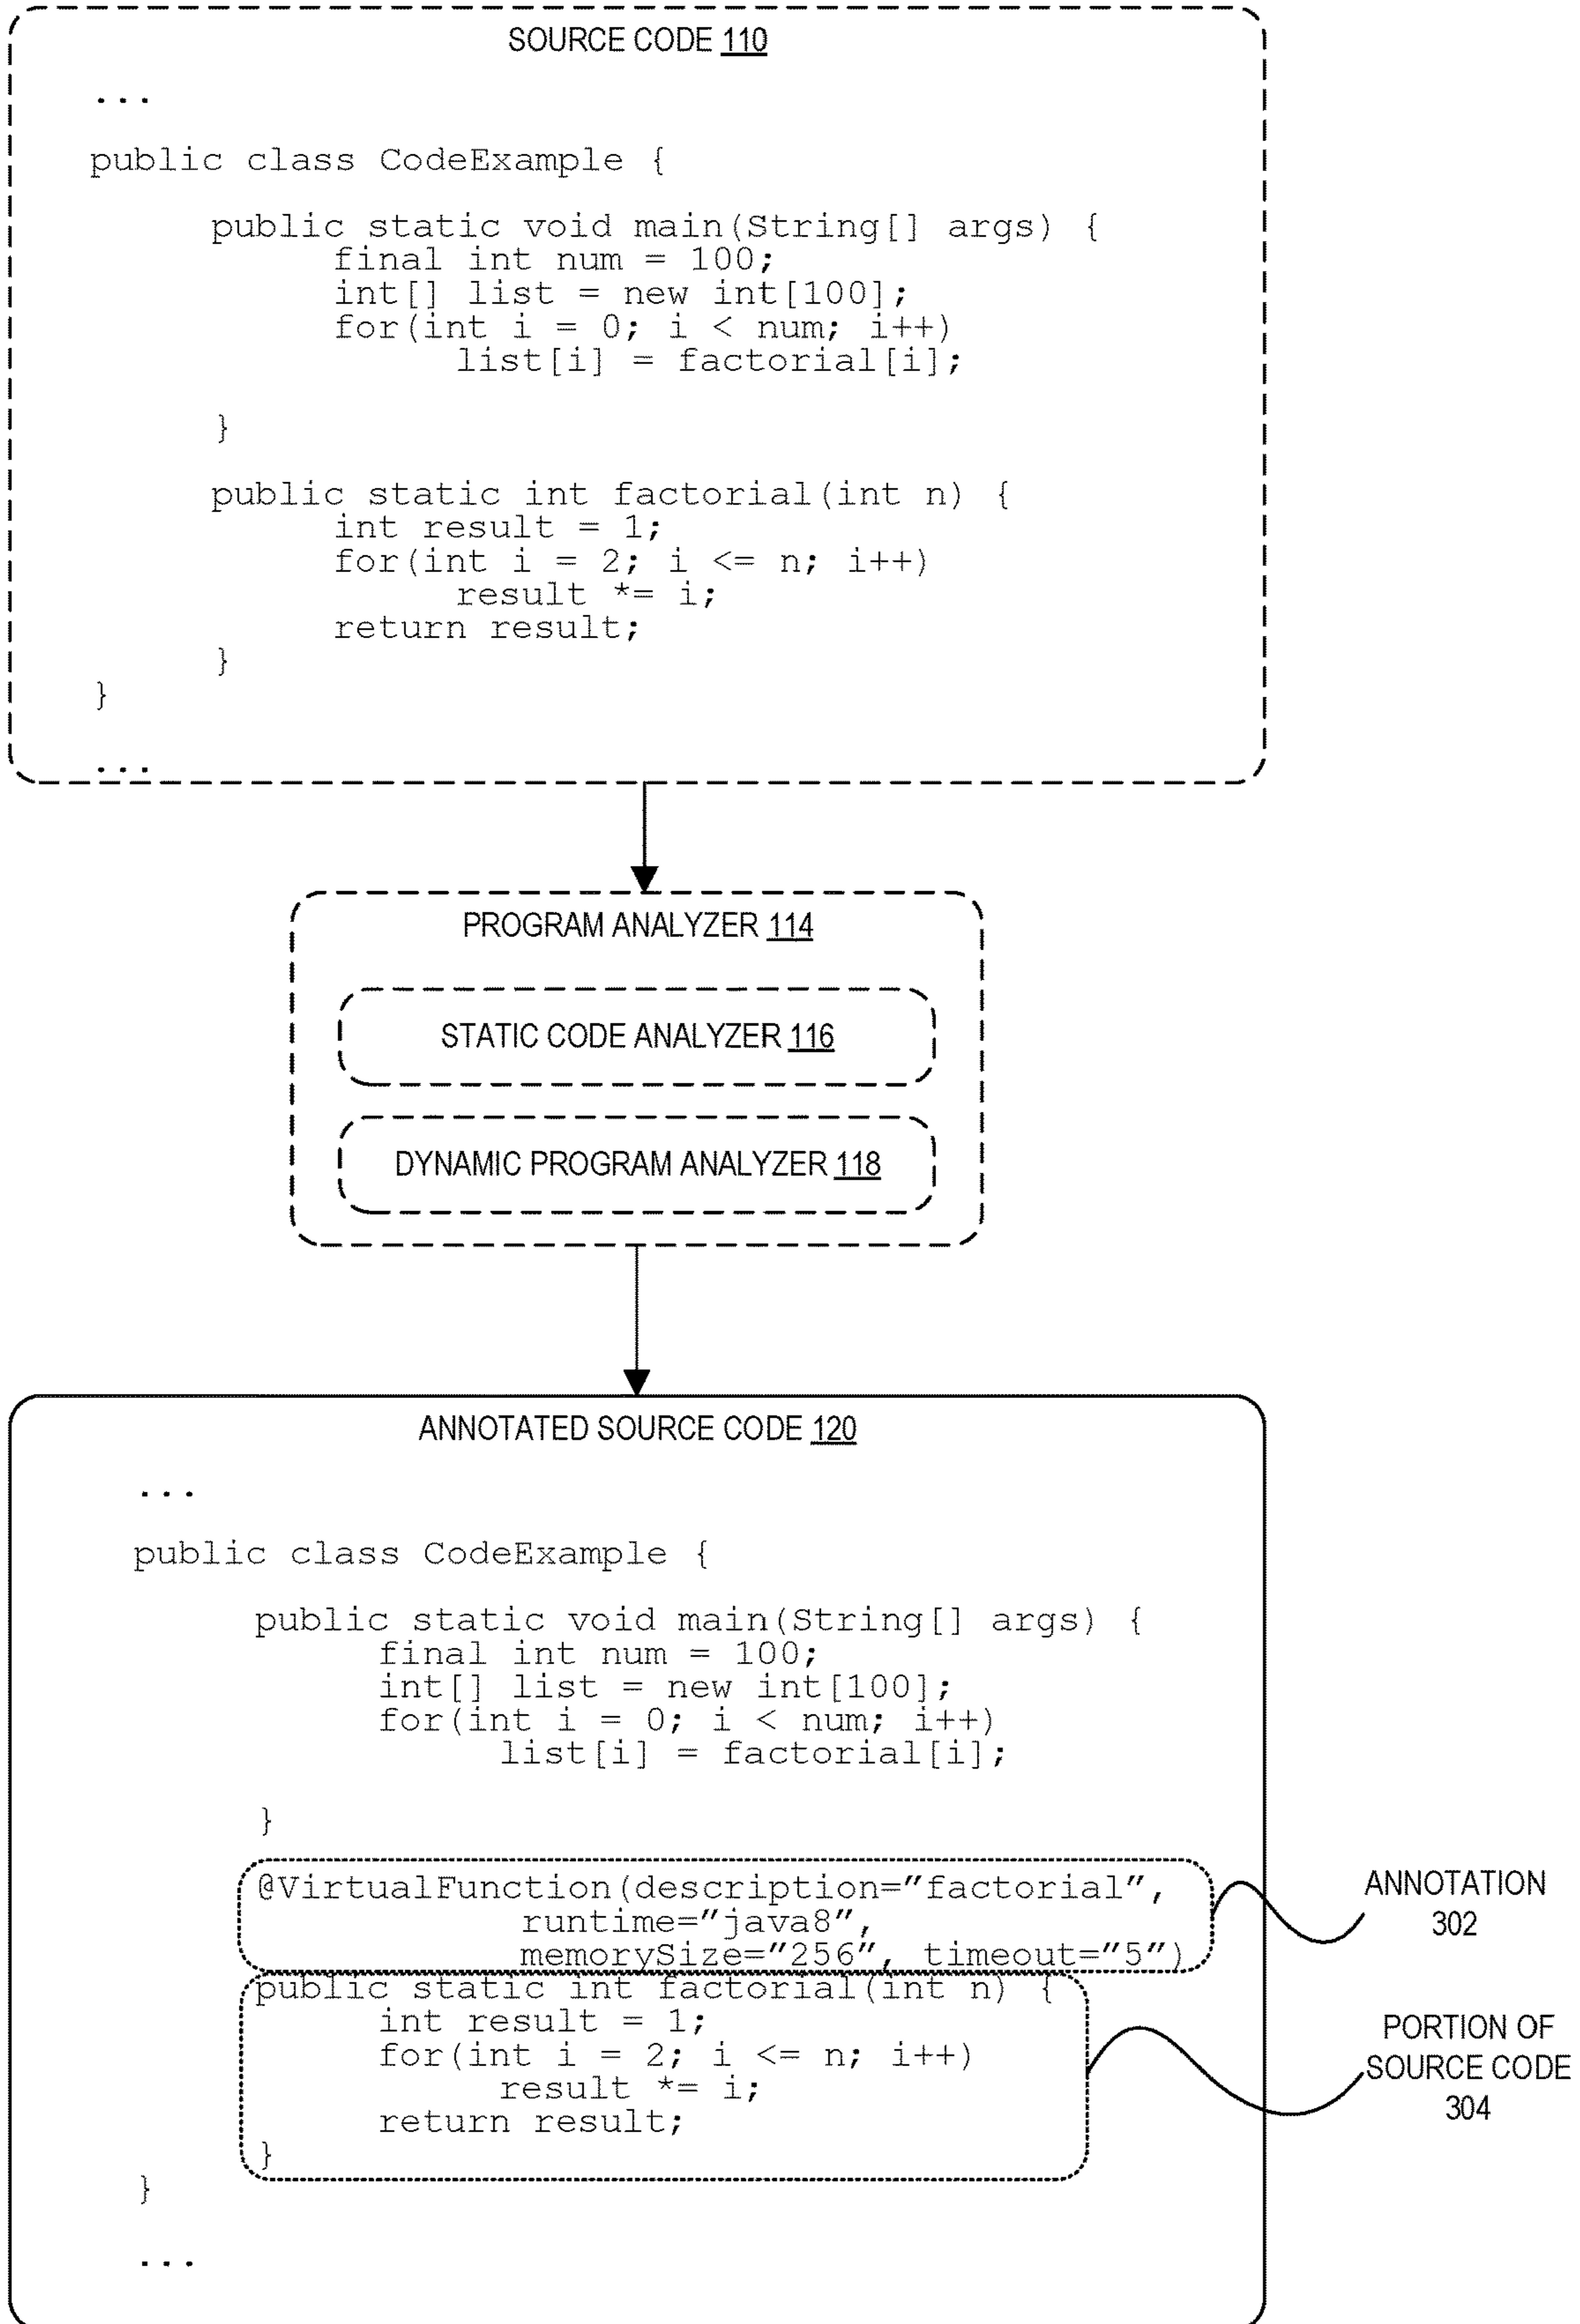 SOURCE CODE 110
...
public class CodeExample {
public static void main(String[] args) {
final int num = 100;
int[] list = new int[100];
for(int i = 0; i < num; i++)
list[i] = factorial[i];
}
public static int factorial(int n) {
int result = 1;
for(int i = 2; i <= n; i++)
result *= i;
return result;
}
}
...
PROGRAM ANALYZER 114
STATIC CODE ANALYZER 116
DYNAMIC PROGRAM ANALYZER 118
ANNOTATED SOURCE CODE 120
...
public class CodeExample {
public static void main(String[] args) {
final int num = 100;
int[] list = new int[100];
for(int i = 0; i < num; i++)
list[i] = factorial[i];
}
@VirtualFunction(description=”factorial”,
runtime=”java8”,
memorySize=”256”, timeout=”5”)
public static int factorial(int n) {
int result = 1;
for(int i = 2; i <= n; i++)
result *= i;
return result;
}
}
...
ANNOTATION
302
PORTION OF
SOURCE CODE
304